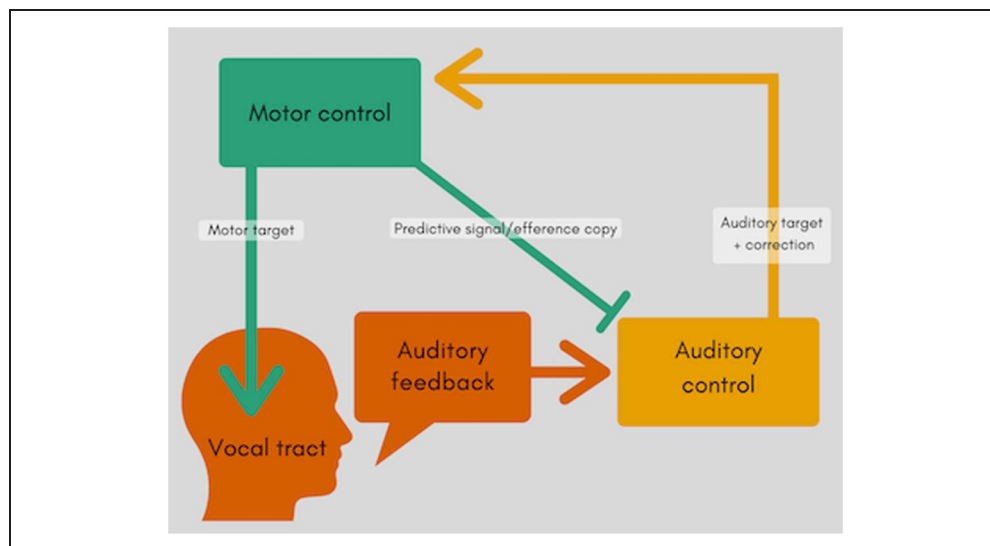 Motor control
Motor target
Predictive signal/efference copy
Auditory target
+ correction
Auditory
feedback
Auditory
control
Vocal tract